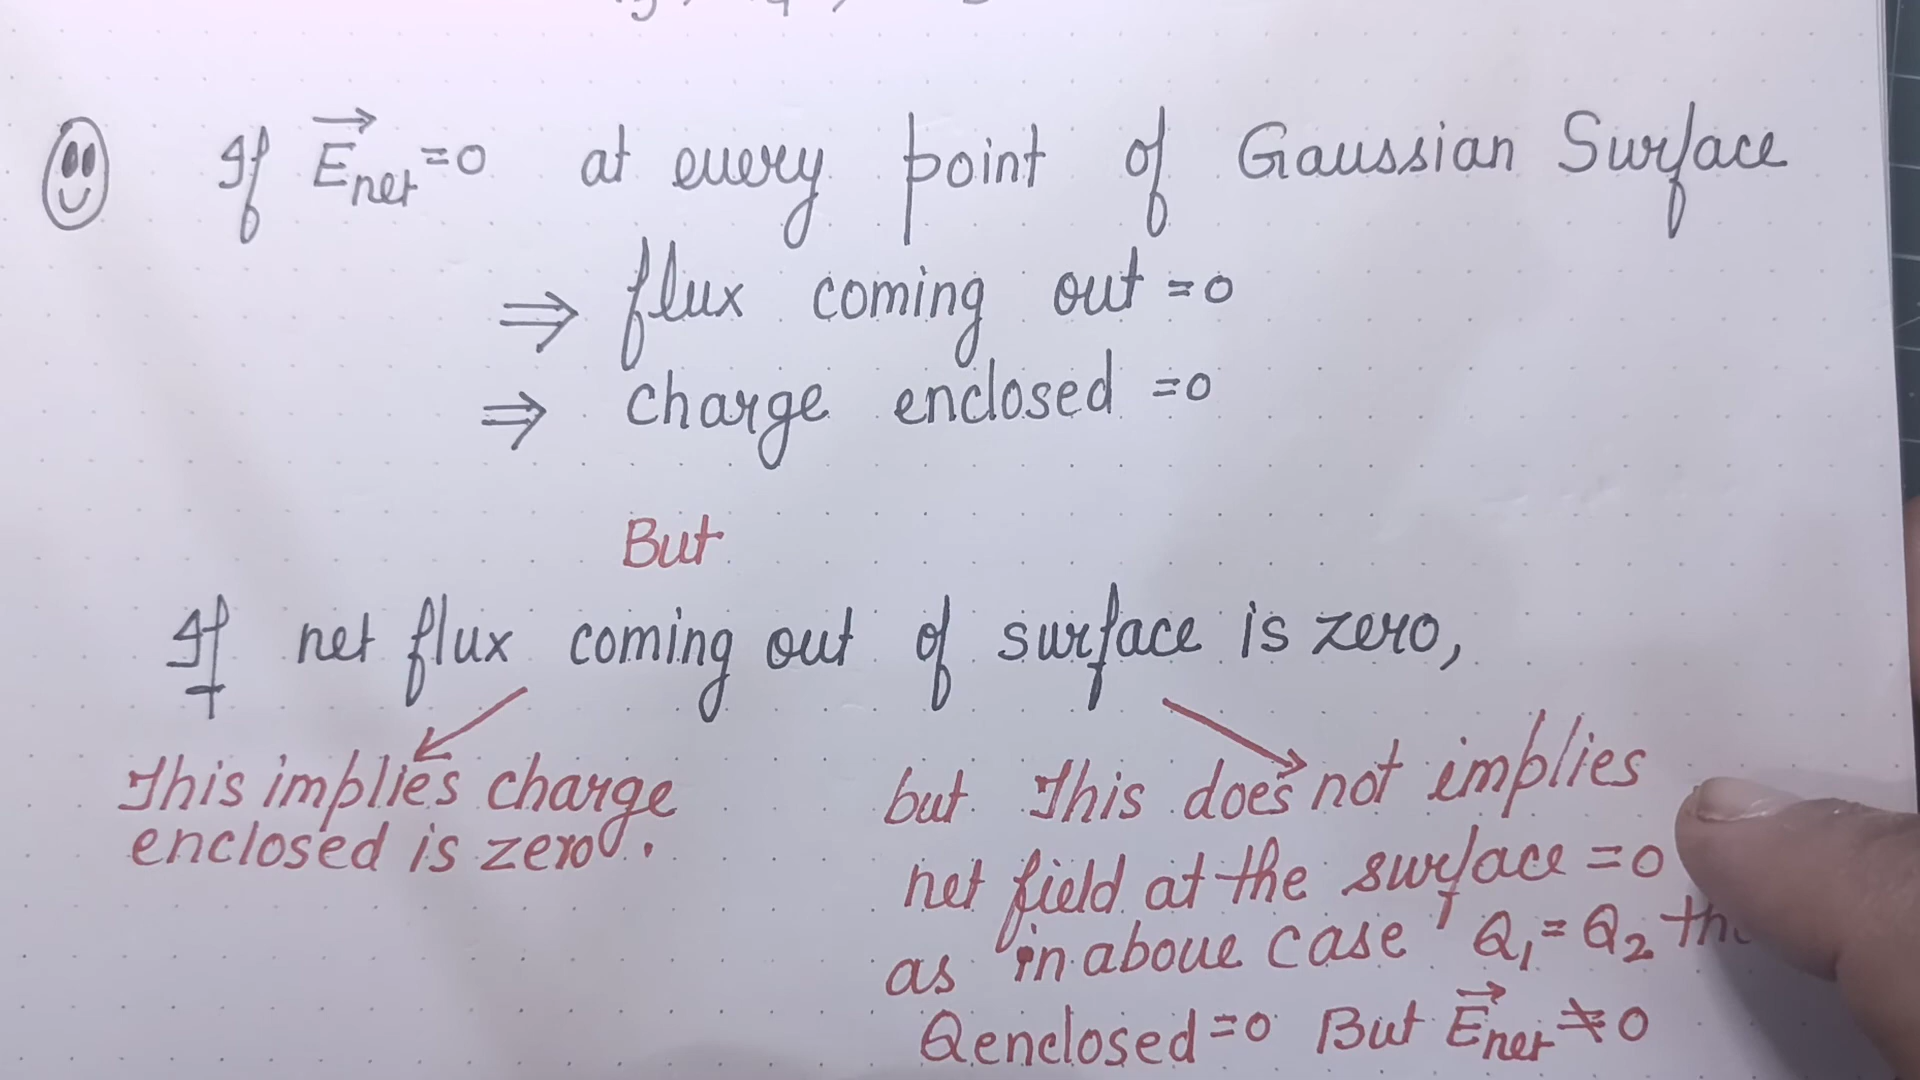 If E⃗net = 0 at every point of Gaussian Surface
⇒ flux coming out = 0
⇒ charge enclosed = 0
But
If net flux coming out of surface is zero,
This implies charge
enclosed is zero.
but This does not implies
net field at the surface = 0
as in above case Q₁ = Q₂
Qenclosed = 0 But E⃗net ≠ 0